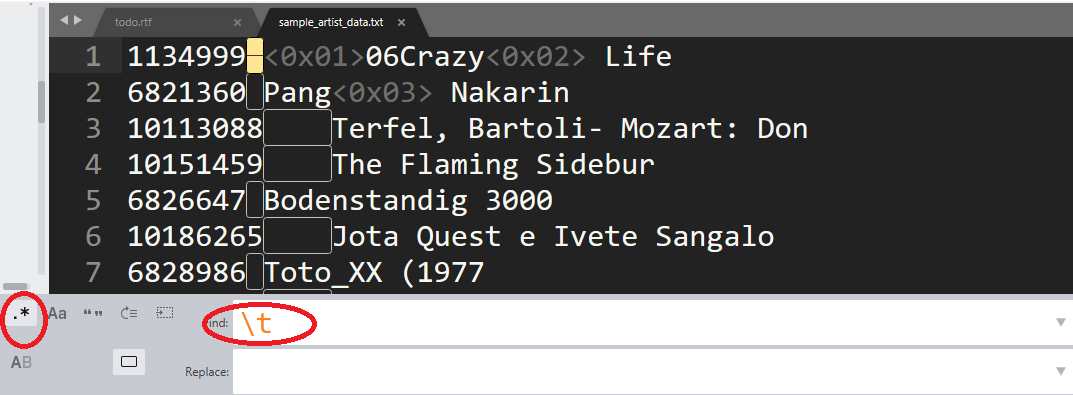 todo.rtf × sample_artist_data.txt ×
1 1134999 <0x01>06Crazy<0x02> Life
2 6821360 Pang<0x03> Nakarin
3 10113088 Terfel, Bartoli- Mozart: Don
4 10151459 The Flaming Sidebur
5 6826647 Bodenstandig 3000
6 10186265 Jota Quest e Ivete Sangalo
7 6828986 Toto_XX (1977
.* Aa “” Find: \t
AB Replace: